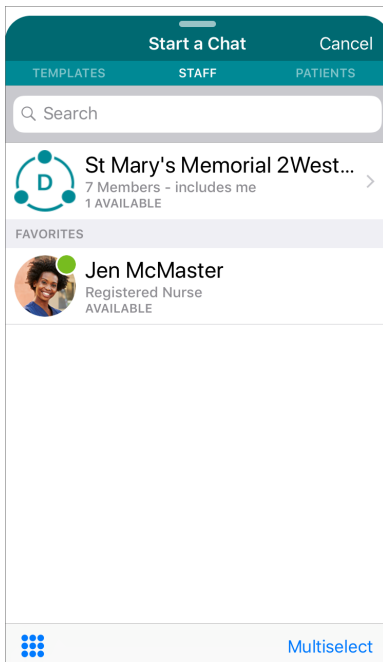 Start a Chat
Cancel
TEMPLATES
STAFF
PATIENTS
Search
D
St Mary's Memorial 2West...
7 Members - includes me
1 AVAILABLE
FAVORITES
Jen McMaster
Registered Nurse
AVAILABLE
Multiselect